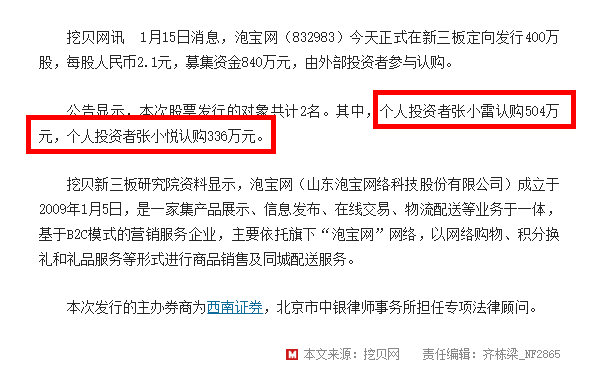 挖贝网讯 1月15日消息，泡宝网（832983）今天正式在新三板定向发行400万
股，每股人民币2.1元，募集资金840万元，由外部投资者参与认购。
公告显示，本次股票发行的对象共计2名。其中，个人投资者张小雷认购504万
元，个人投资者张小悦认购336万元。
挖贝新三板研究院资料显示，泡宝网（山东泡宝网络科技股份有限公司）成立于
2009年1月5日，是一家集产品展示、信息发布、在线交易、物流配送等业务于一体，
基于B2C模式的营销服务企业，主要依托旗下“泡宝网”网络，以网络购物、积分换
礼和礼品服务等形式进行商品销售及同城配送服务。
本次发行的主办券商为西南证券，北京市中银律师事务所担任专项法律顾问。
本文来源：挖贝网 责任编辑：齐栋梁_NF2865